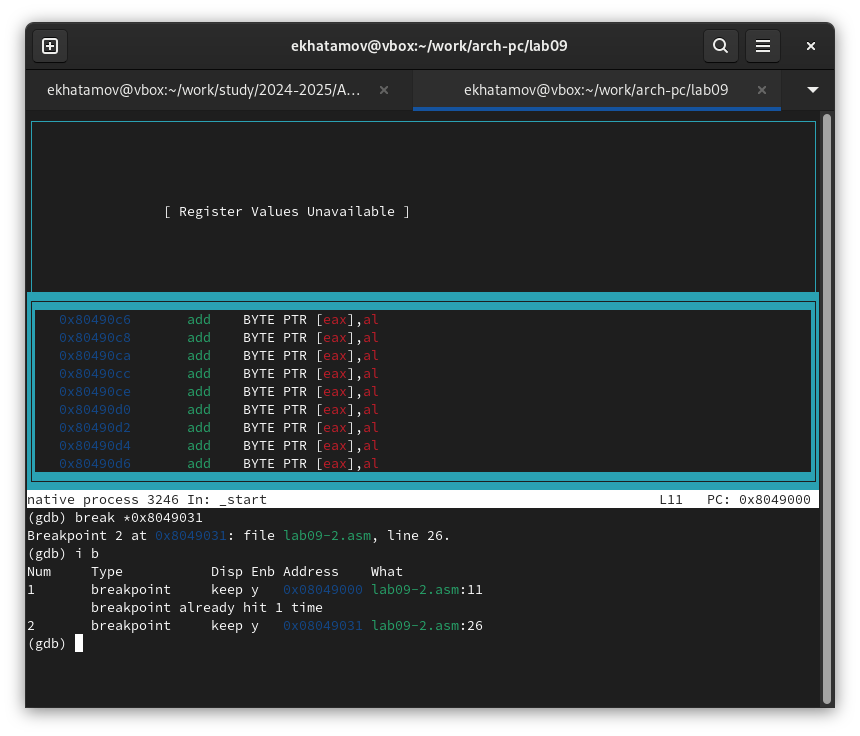 ekhatamov@vbox:~/work/arch-pc/lab09
ekhatamov@vbox:~/work/study/2024-2025/A... × ekhatamov@vbox:~/work/arch-pc/lab09 ×
[ Register Values Unavailable ]
0x80490c6 add BYTE PTR [eax],al
0x80490c8 add BYTE PTR [eax],al
0x80490ca add BYTE PTR [eax],al
0x80490cc add BYTE PTR [eax],al
0x80490ce add BYTE PTR [eax],al
0x80490d0 add BYTE PTR [eax],al
0x80490d2 add BYTE PTR [eax],al
0x80490d4 add BYTE PTR [eax],al
0x80490d6 add BYTE PTR [eax],al
native process 3246 In: _start L11 PC: 0x8049000
(gdb) break *0x8049031
Breakpoint 2 at 0x8049031: file lab09-2.asm, line 26.
(gdb) i b
Num Type Disp Enb Address What
1 breakpoint keep y 0x08049000 lab09-2.asm:11
breakpoint already hit 1 time
2 breakpoint keep y 0x08049031 lab09-2.asm:26
(gdb)